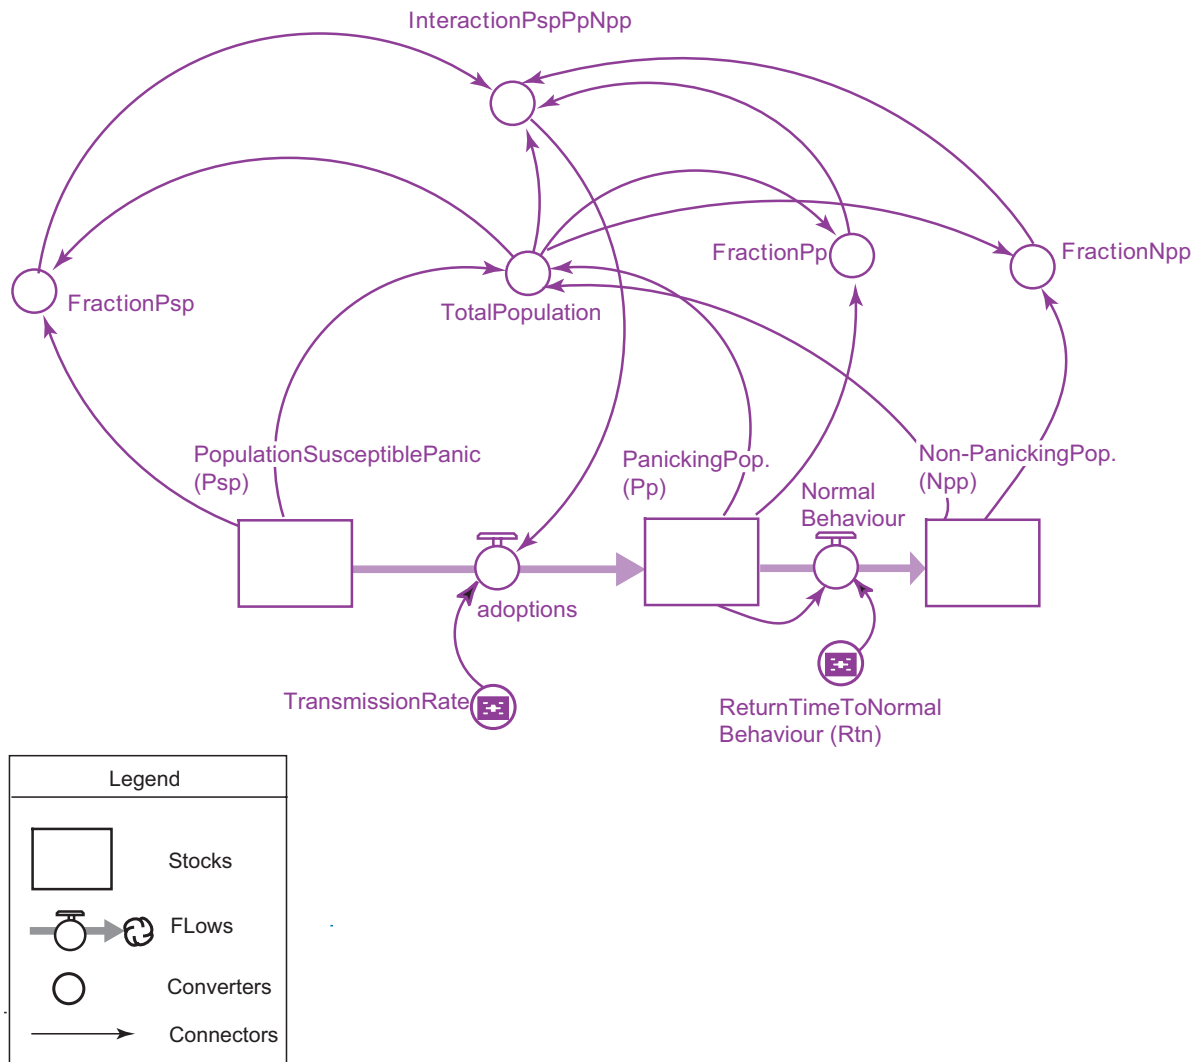 InteractionPspPpNpp
FractionPp
FractionNpp
FractionPsp
TotalPopulation
PopulationSusceptiblePanic
(Psp)
PanickingPop.
(Pp)
Non-PanickingPop.
(Npp)
Normal
Behaviour
adoptions
TransmissionRate
ReturnTimeToNormal
Behaviour (Rtn)
Legend
Stocks
FLows
Converters
Connectors